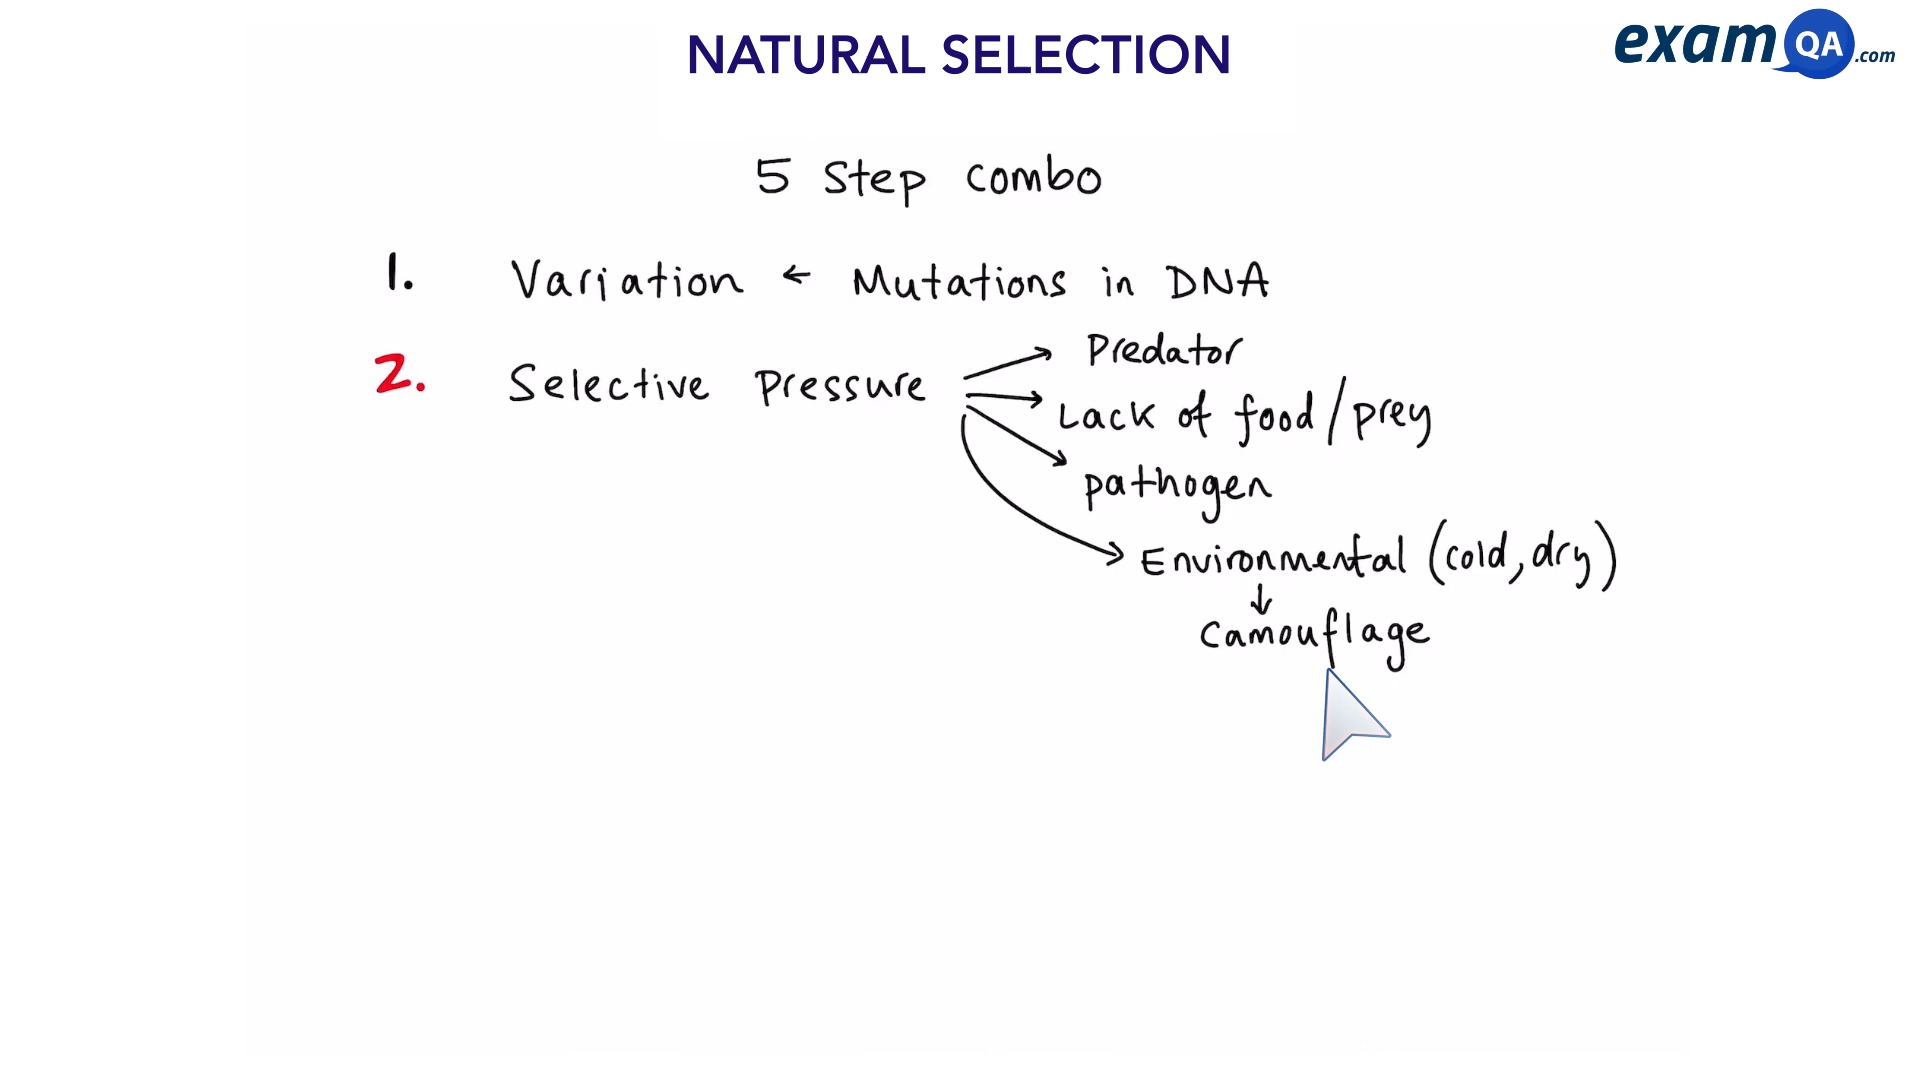 NATURAL SELECTION
examQA.com
5 Step combo
1. Variation ← Mutations in DNA
2. Selective Pressure
Predator
Lack of food/prey
pathogen
Environmental (cold, dry)
↓
Camouflage